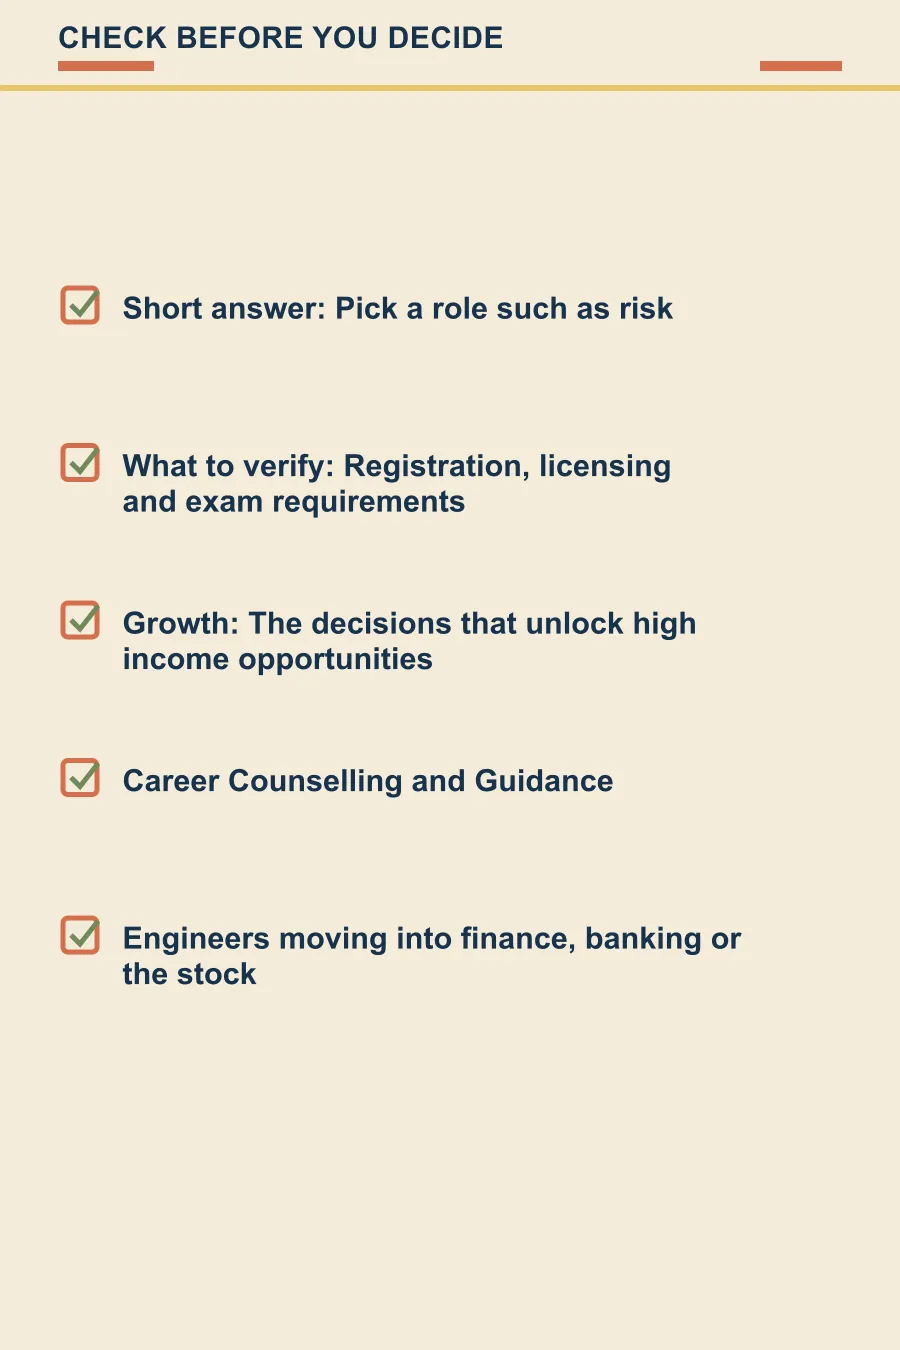 CHECK BEFORE YOU DECIDE
Short answer: Pick a role such as risk
What to verify: Registration, licensing
and exam requirements
Growth: The decisions that unlock high
income opportunities
Career Counselling and Guidance
Engineers moving into finance, banking or
the stock